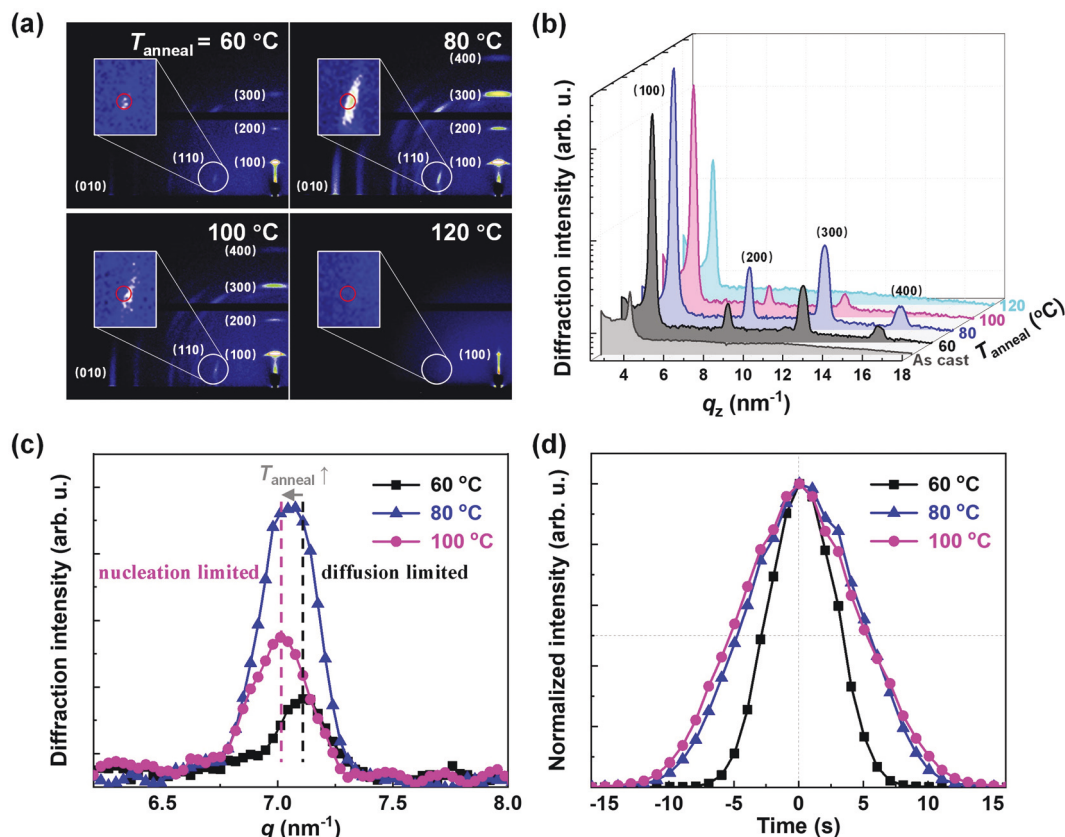 (a)
T anneal = 60 °C
80 °C
(400)
(300)
(300)
(200)
(200)
(110)
(100)
(110)
(100)
(010)
(010)
100 °C
120 °C
(400)
(300)
(200)
(110)
(100)
(100)
(010)
(b)
Diffraction intensity (arb. u.)
(100)
(200)
(300)
(400)
4 6 8 10 12 14 16 18
qz (nm-1)
As cast
60
80
100
120
Tanneal (°C)
(c)
Diffraction intensity (arb. u.)
Tanneal ↑
60 °C
80 °C
100 °C
nucleation limited
diffusion limited
6.5 7.0 7.5 8.0
q (nm-1)
(d)
Normalized intensity (arb. u.)
60 °C
80 °C
100 °C
-15 -10 -5 0 5 10 15
Time (s)